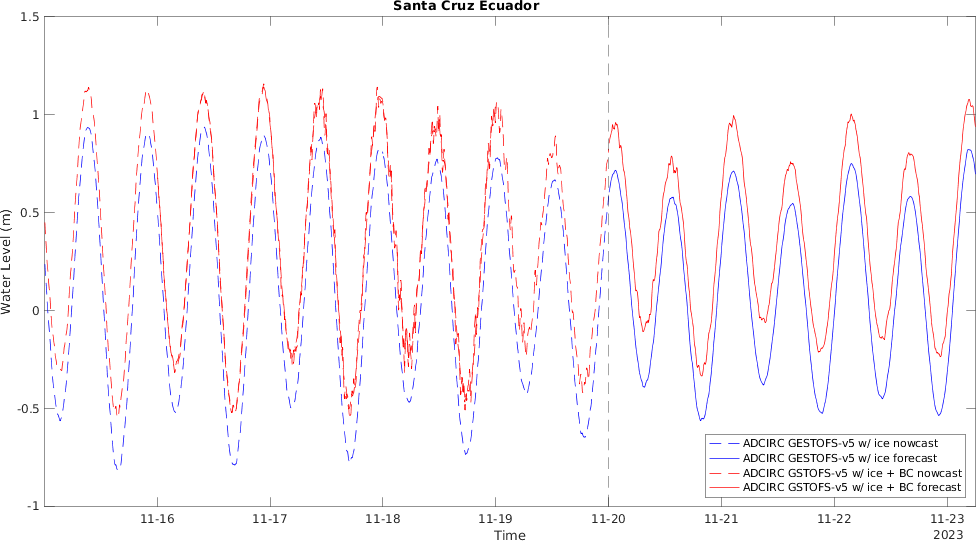 Santa Cruz Ecuador
1.5
1
0.5
0
-0.5
-1
Water Level (m)
11-16
11-17
11-18
11-19
11-20
11-21
11-22
11-23
Time
2023
ADCIRC GESTOFS-v5 w/ ice nowcast
ADCIRC GESTOFS-v5 w/ ice forecast
ADCIRC GSTOFS-v5 w/ ice + BC nowcast
ADCIRC GSTOFS-v5 w/ ice + BC forecast